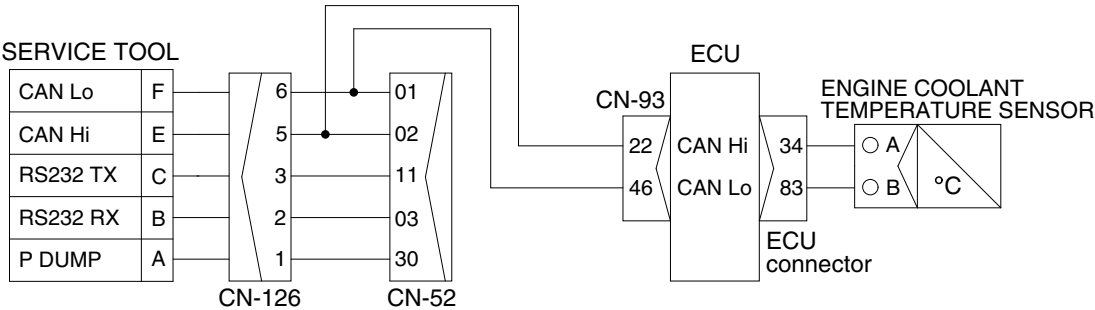 SERVICE TOOL
CAN Lo F 6 01
CAN Hi E 5 02
RS232 TX C 3 11
RS232 RX B 2 03
P DUMP A 1 30
CN-126 CN-52
ECU
CN-93
22 CAN Hi 34
46 CAN Lo 83
ECU
connector
ENGINE COOLANT
TEMPERATURE SENSOR
A
B °C